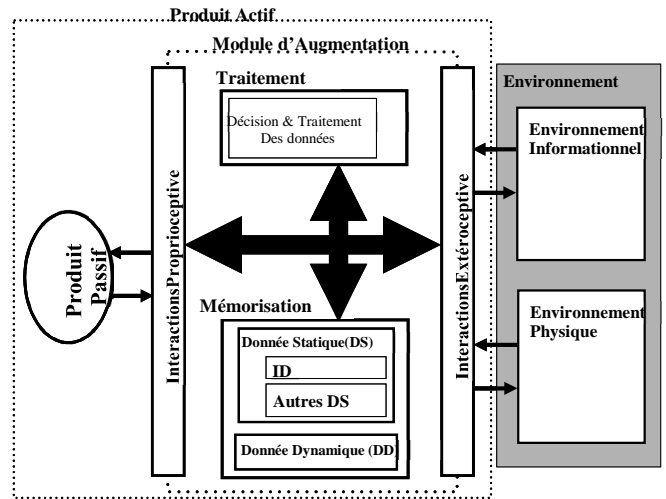 Produit Actif
Module d'Augmentation
Traitement
Décision & Traitement
Des données
Environnement
Environnement
Informationnel
Produit
Passif
InteractionsProprioceptive
InteractionsExtéroceptive
Mémorisation
Donnée Statique(DS)
ID
Autres DS
Donnée Dynamique (DD)
Environnement
Physique